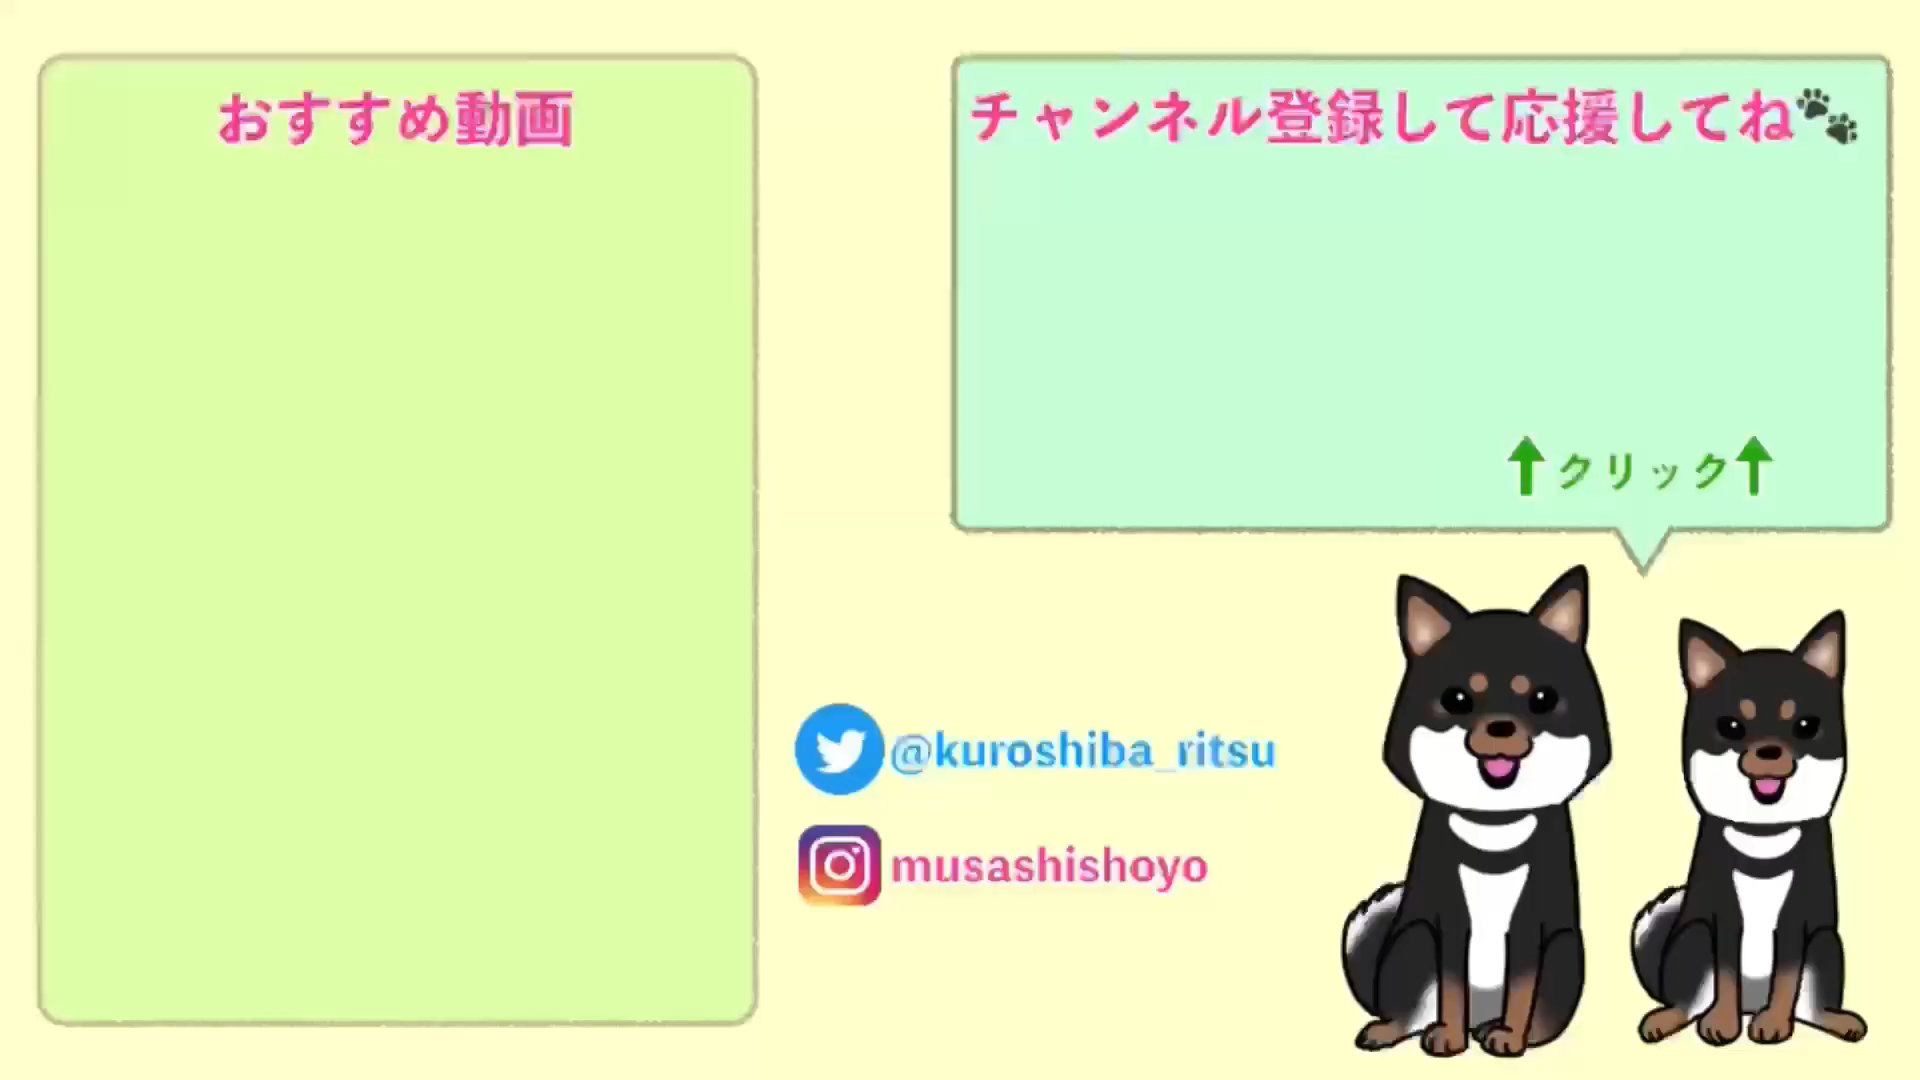 おすすめ動画
チャンネル登録して応援してね🐾
↑クリック↑
@kuroshiba_ritsu
musashishoyo